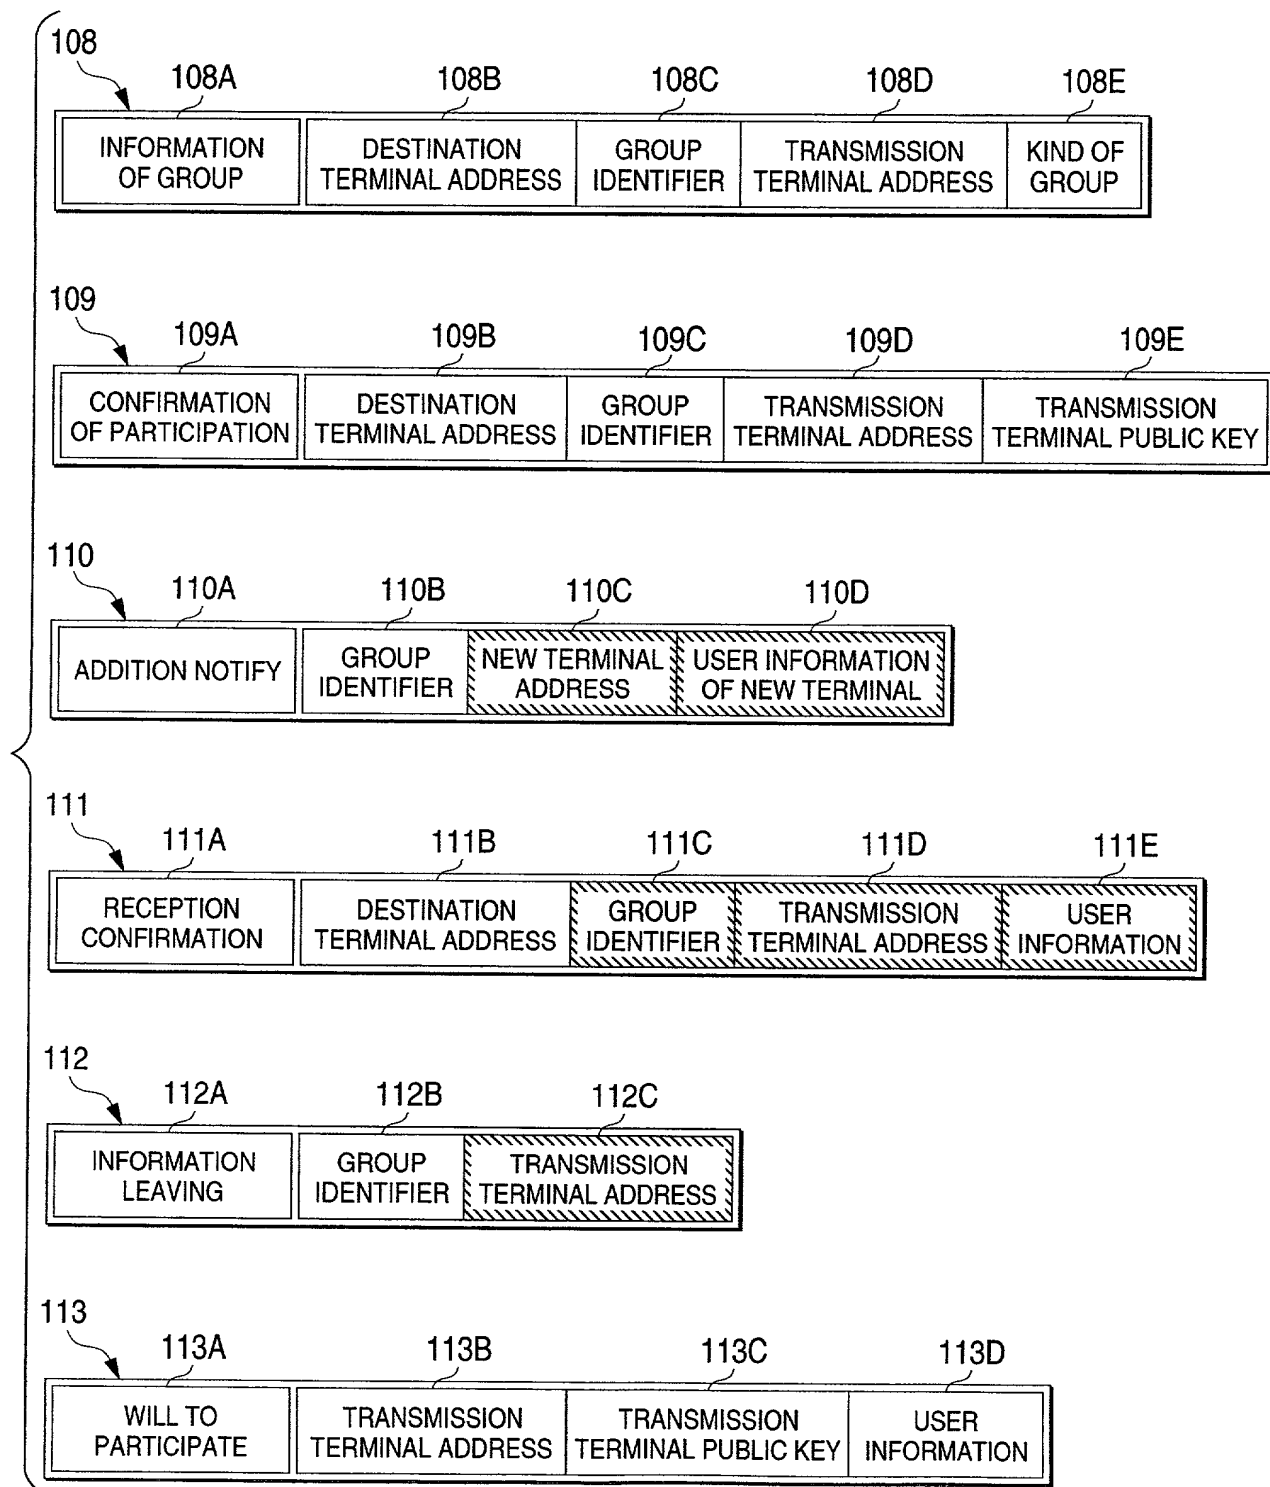 108
108A 108B 108C 108D 108E
INFORMATION DESTINATION GROUP TRANSMISSION KIND OF
OF GROUP TERMINAL ADDRESS IDENTIFIER TERMINAL ADDRESS GROUP
109
109A 109B 109C 109D 109E
CONFIRMATION DESTINATION GROUP TRANSMISSION TRANSMISSION
OF PARTICIPATION TERMINAL ADDRESS IDENTIFIER TERMINAL ADDRESS TERMINAL PUBLIC KEY
110
110A 110B 110C 110D
ADDITION NOTIFY GROUP NEW TERMINAL USER INFORMATION
IDENTIFIER ADDRESS OF NEW TERMINAL
111
111A 111B 111C 111D 111E
RECEPTION DESTINATION GROUP TRANSMISSION USER
CONFIRMATION TERMINAL ADDRESS IDENTIFIER TERMINAL ADDRESS INFORMATION
112
112A 112B 112C
INFORMATION GROUP TRANSMISSION
LEAVING IDENTIFIER TERMINAL ADDRESS
113
113A 113B 113C 113D
WILL TO TRANSMISSION TRANSMISSION USER
PARTICIPATE TERMINAL ADDRESS TERMINAL PUBLIC KEY INFORMATION